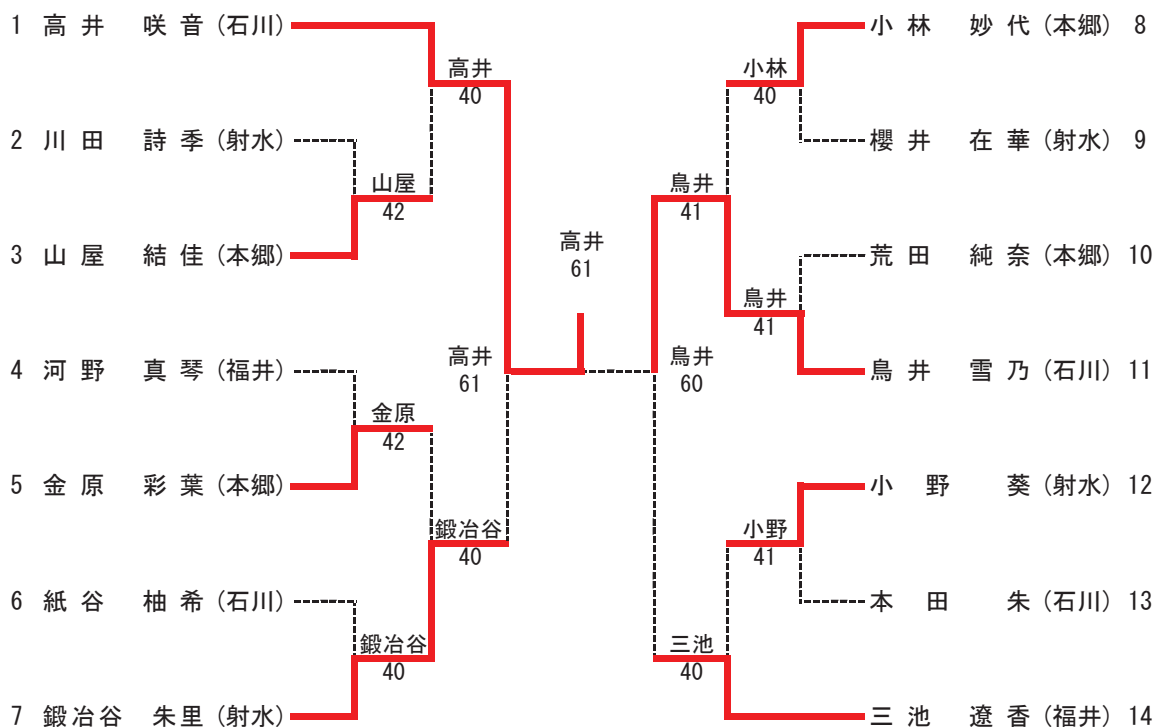 1 高井 咲音(石川)
小林 妙代(本郷) 8
高井
40
小林
40
2 川田 詩季(射水)
櫻井 在華(射水) 9
山屋
42
鳥井
41
3 山屋 結佳(本郷)
高井
61
荒田 純奈(本郷) 10
鳥井
41
4 河野 真琴(福井)
高井
61
鳥井
60
鳥井 雪乃(石川) 11
金原
42
5 金原 彩葉(本郷)
小野 葵(射水) 12
鍛冶谷
40
小野
41
6 紙谷 柚希(石川)
本田 朱(石川) 13
鍛冶谷
40
三池
40
7 鍛冶谷 朱里(射水)
三池 遼香(福井) 14